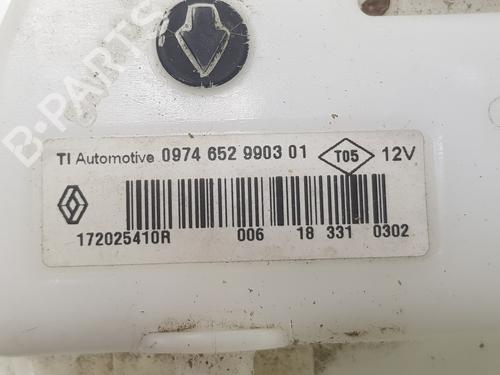 B-PARTS
TI Automotive 0974 652 9903 01 T05 12V
172025410R 006 18 331 0302